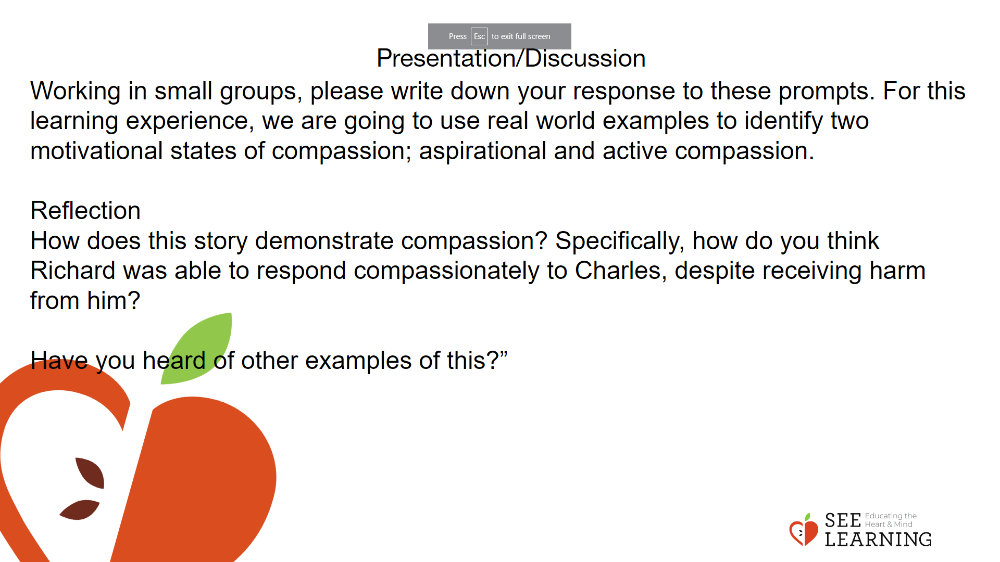 Press Esc to exit full screen
Presentation/Discussion
Working in small groups, please write down your response to these prompts. For this
learning experience, we are going to use real world examples to identify two
motivational states of compassion; aspirational and active compassion.
Reflection
How does this story demonstrate compassion? Specifically, how do you think
Richard was able to respond compassionately to Charles, despite receiving harm
from him?
Have you heard of other examples of this?”
SEE Educating the
Heart & Mind
LEARNING